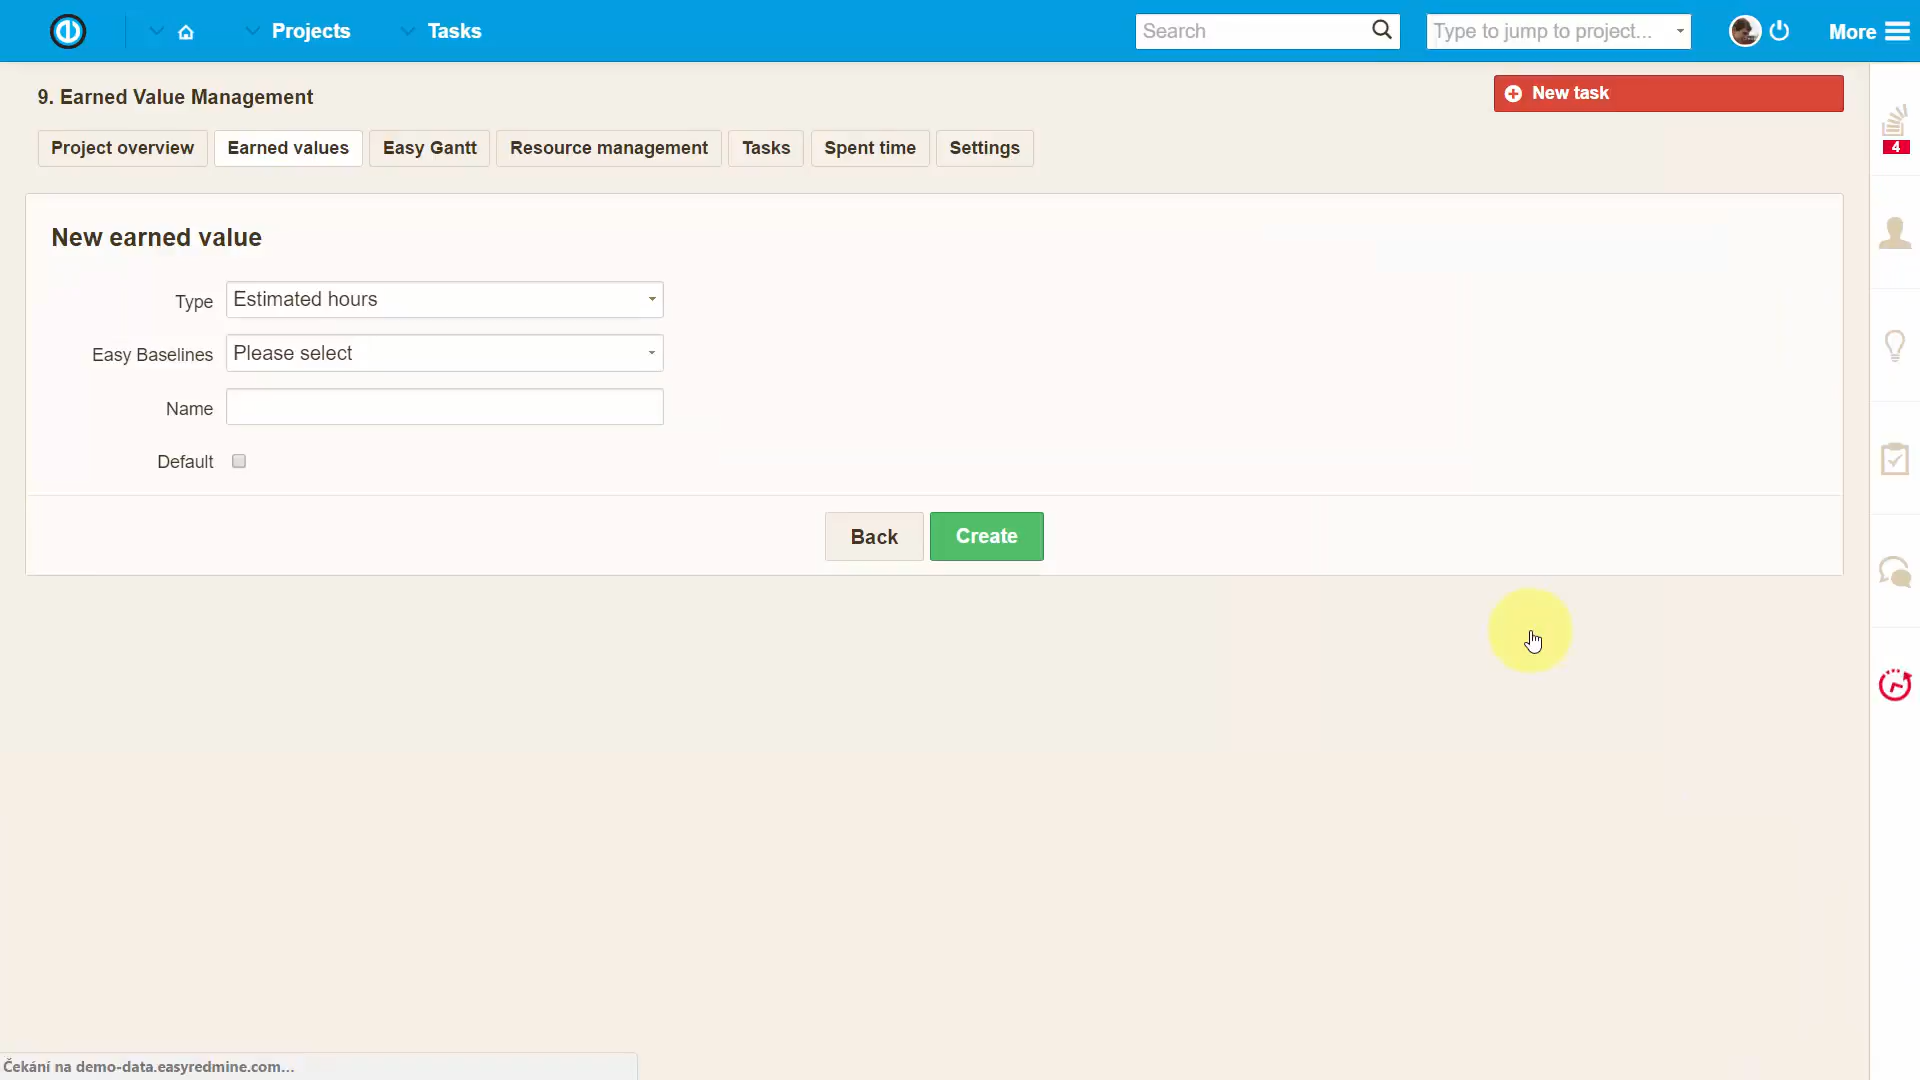 Projects
Tasks
Search
Type to jump to project...
More
9. Earned Value Management
New task
4
Project overview
Earned values
Easy Gantt
Resource management
Tasks
Spent time
Settings
New earned value
Type
Estimated hours
Easy Baselines
Please select
Name
Default
Back
Create
Čekání na demo-data.easyredmine.com...